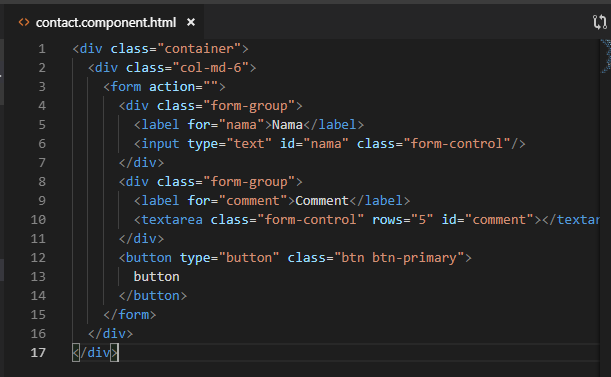 <> contact.component.html ×
1 <div class="container">
2 <div class="col-md-6">
3 <form action="">
4 <div class="form-group">
5 <label for="nama">Nama</label>
6 <input type="text" id="nama" class="form-control"/>
7 </div>
8 <div class="form-group">
9 <label for="comment">Comment</label>
10 <textarea class="form-control" rows="5" id="comment"></textar
11 </div>
12 <button type="button" class="btn btn-primary">
13 button
14 </button>
15 </form>
16 </div>
17 </div>